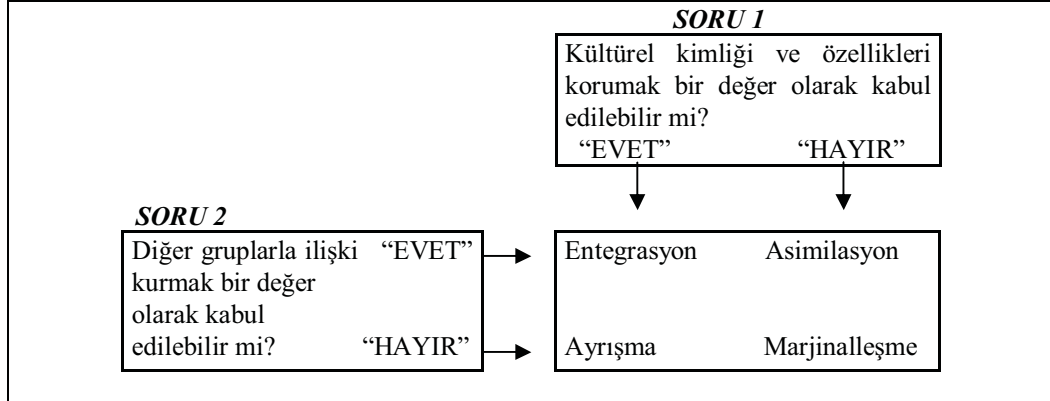 SORU 1
Kültürel kimliği ve özellikleri
korumak bir değer olarak kabul
edilebilir mi?
“EVET” “HAYIR”
SORU 2
Diğer gruplarla ilişki “EVET”
kurmak bir değer
olarak kabul
edilebilir mi? “HAYIR”
Entegrasyon Asimilasyon
Ayrışma Marjinalleşme